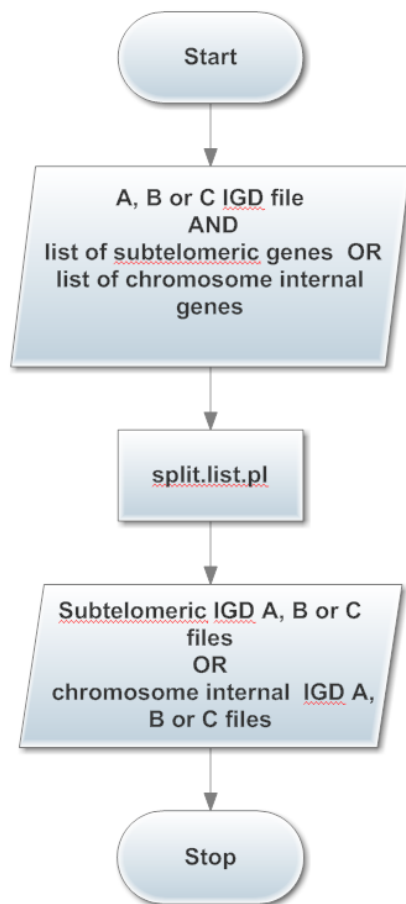 Start
A, B or C IGD file
AND
list of subtelomeric genes OR
list of chromosome internal
genes
split.list.pl
Subtelomeric IGD A, B or C
files
OR
chromosome internal IGD A,
B or C files
Stop